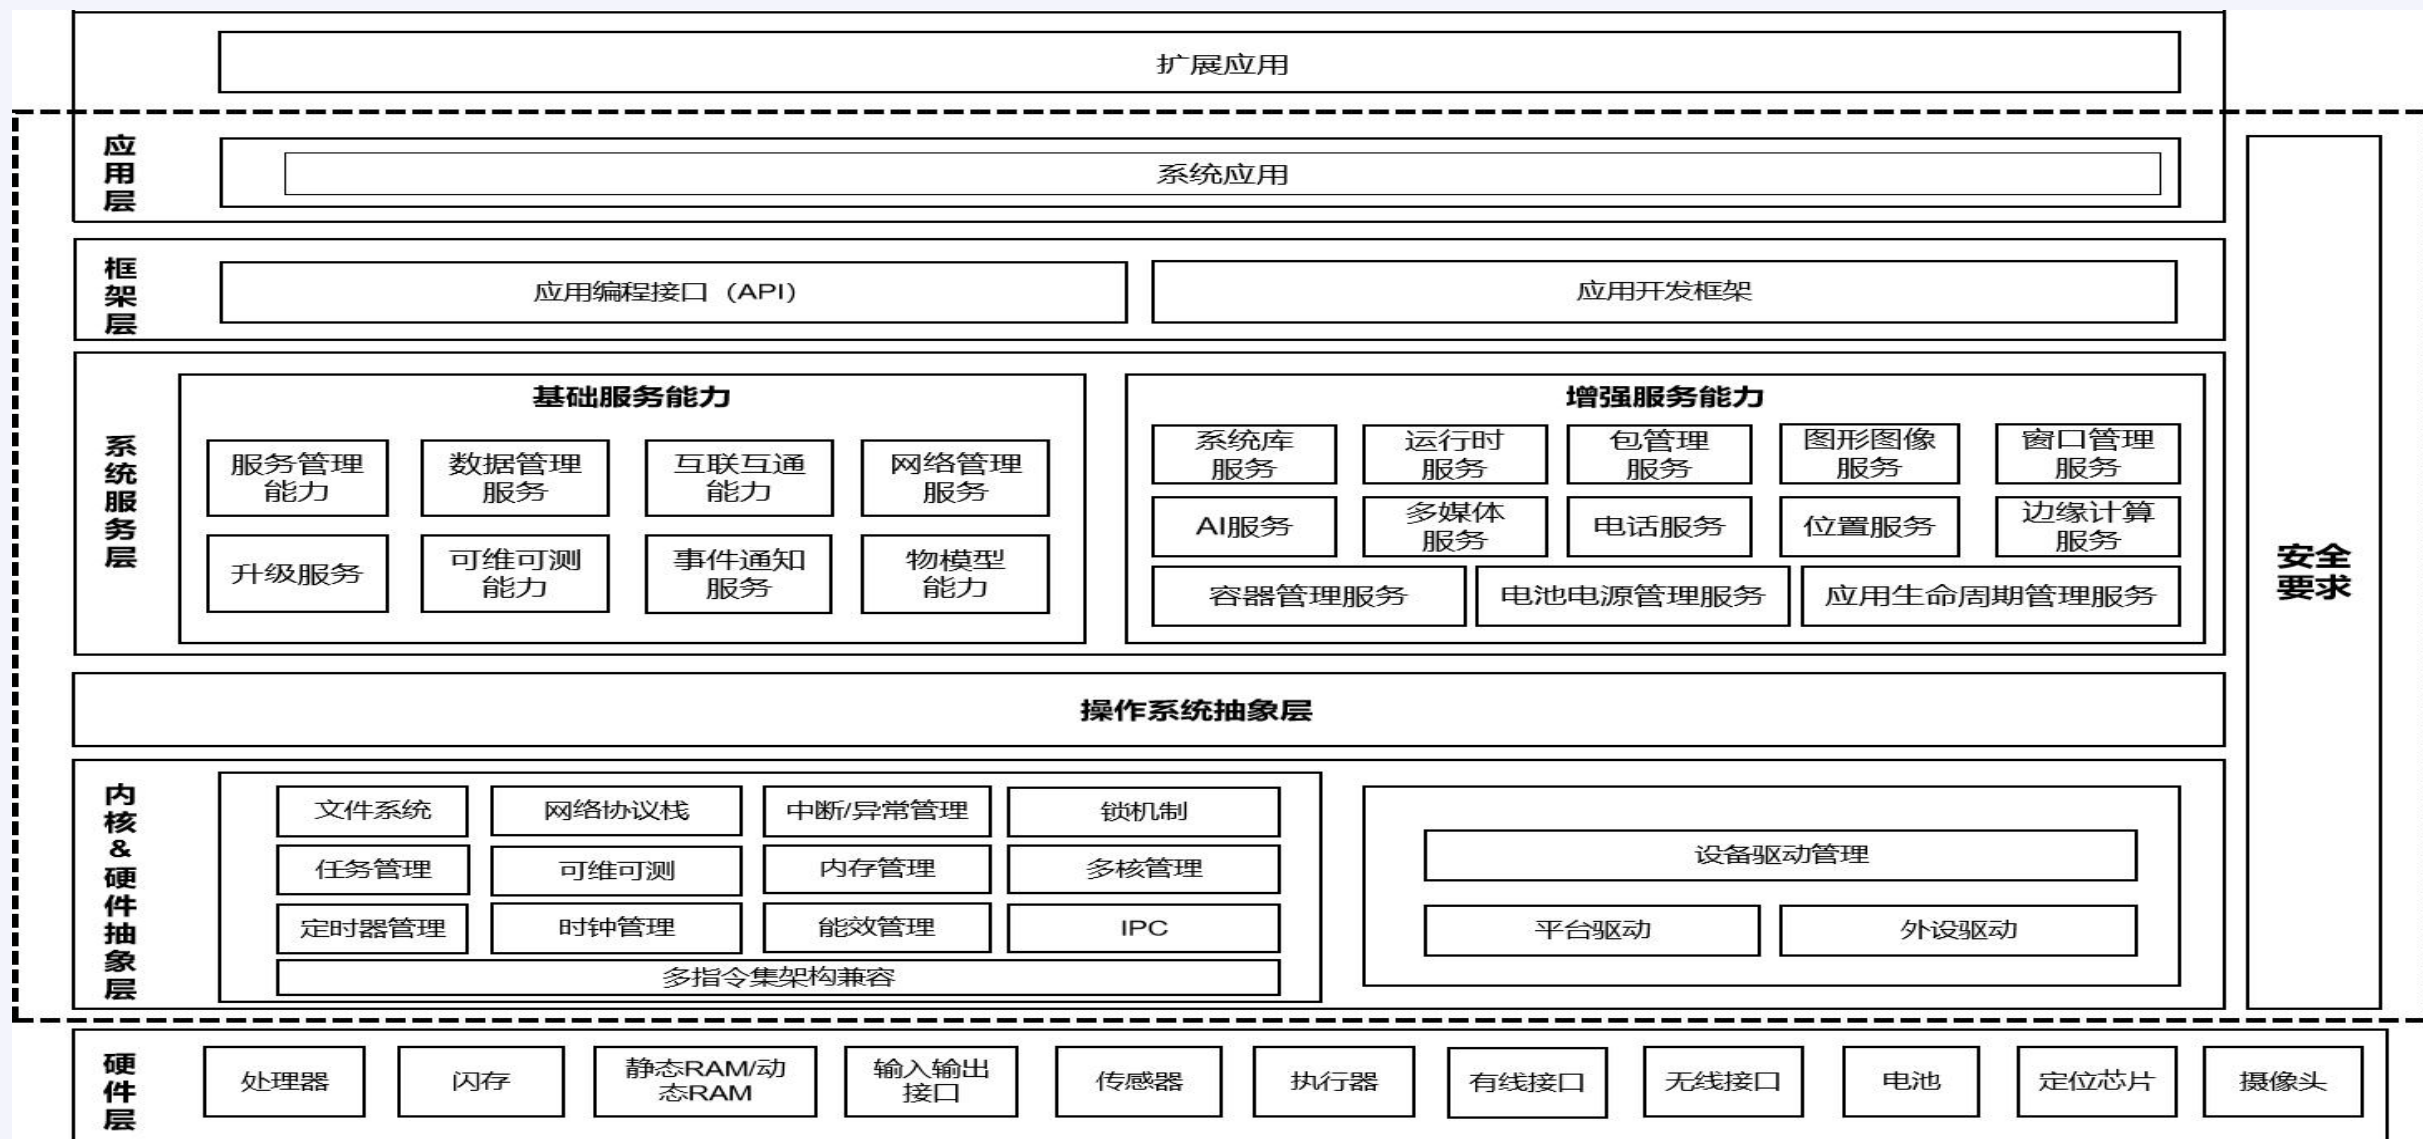 扩展应用
应用层
系统应用
框架层
应用编程接口（API）
应用开发框架
系统服务层
基础服务能力
服务管理
能力
数据管理
服务
互联互通
能力
网络管理
服务
升级服务
可维可测
能力
事件通知
服务
物模型
能力
增强服务能力
系统库
服务
运行时
服务
包管理
服务
图形图像
服务
窗口管理
服务
AI服务
多媒体
服务
电话服务
位置服务
边缘计算
服务
容器管理服务
电池电源管理服务
应用生命周期管理服务
安全
要求
操作系统抽象层
内核&硬件抽象层
文件系统
网络协议栈
中断/异常管理
锁机制
任务管理
可维可测
内存管理
多核管理
定时器管理
时钟管理
能效管理
IPC
多指令集架构兼容
设备驱动管理
平台驱动
外设驱动
硬件层
处理器
闪存
静态RAM/动
态RAM
输入输出
接口
传感器
执行器
有线接口
无线接口
电池
定位芯片
摄像头